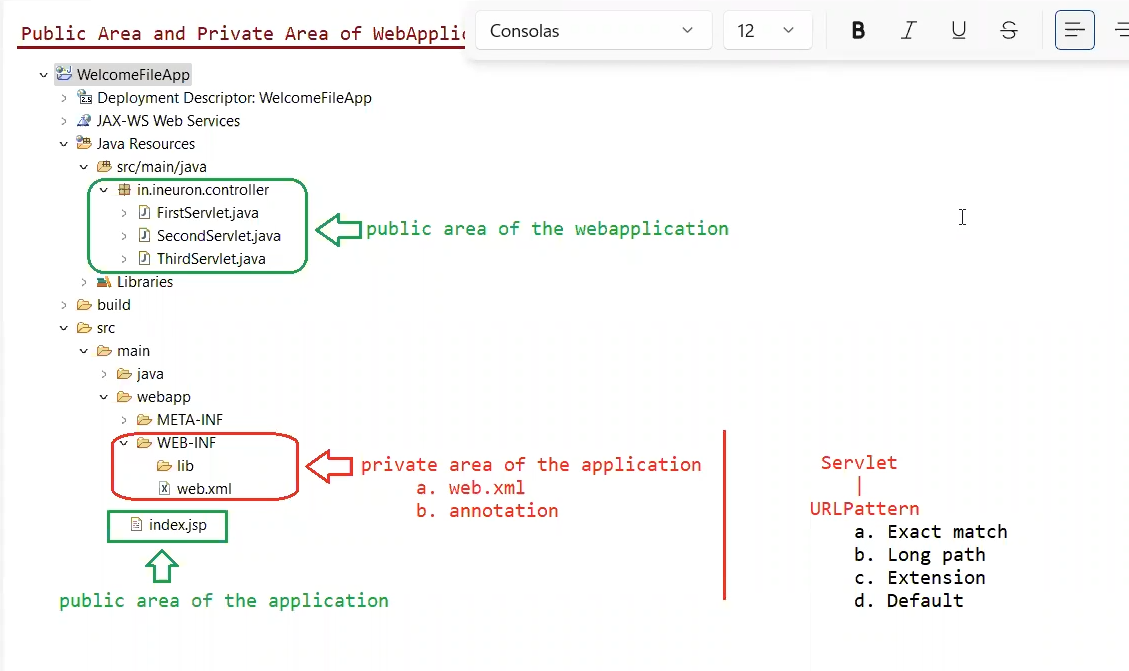 Public Area and Private Area of WebApplic
Consolas
12
B I U S
WelcomeFileApp
Deployment Descriptor: WelcomeFileApp
JAX-WS Web Services
Java Resources
src/main/java
in.ineuron.controller
FirstServlet.java
SecondServlet.java
ThirdServlet.java
public area of the webapplication
Libraries
build
src
main
java
webapp
META-INF
WEB-INF
lib
web.xml
index.jsp
private area of the application
a. web.xml
b. annotation
public area of the application
Servlet
|
URLPattern
a. Exact match
b. Long path
c. Extension
d. Default